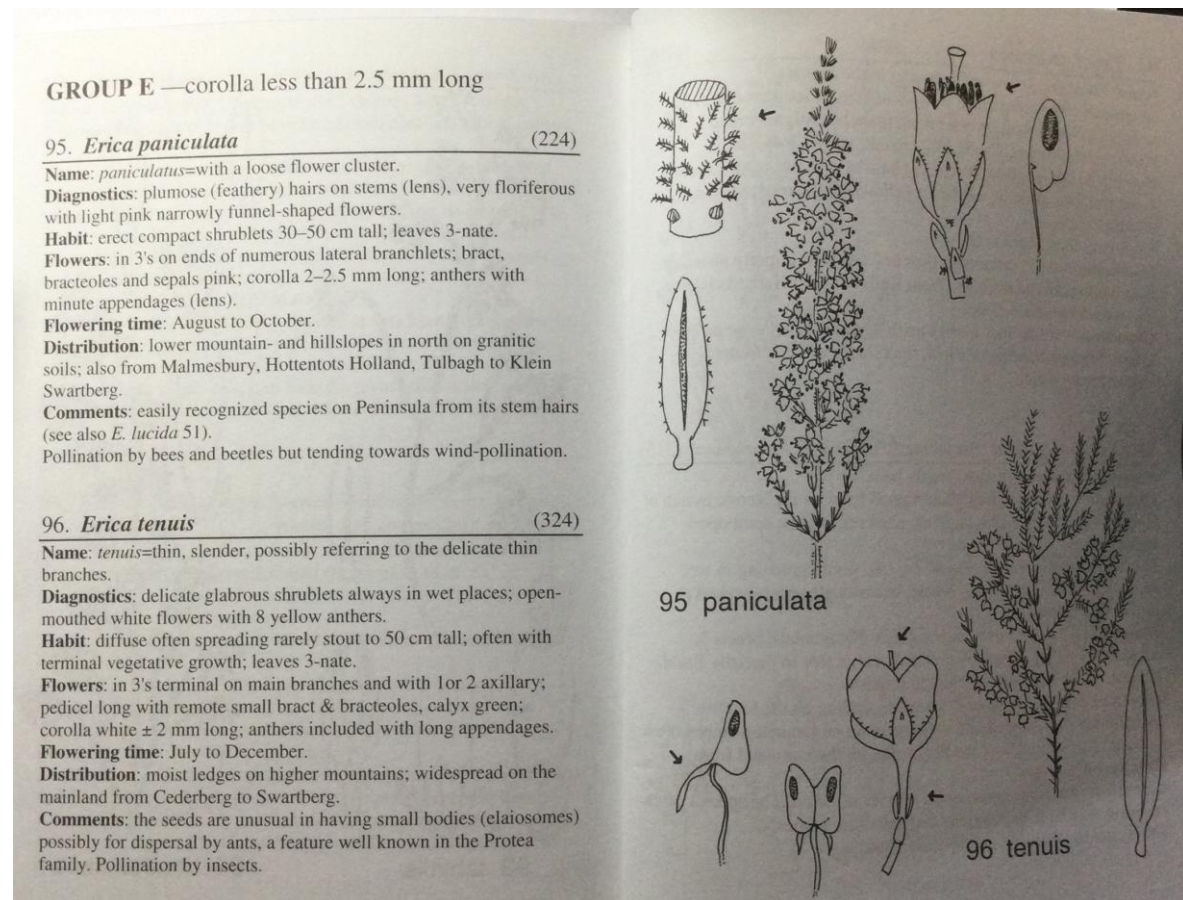 GROUP E —corolla less than 2.5 mm long
95. Erica paniculata (224)
Name: paniculatus=with a loose flower cluster.
Diagnostics: plumose (feathery) hairs on stems (lens), very floriferous
with light pink narrowly funnel-shaped flowers.
Habit: erect compact shrublets 30–50 cm tall; leaves 3-nate.
Flowers: in 3's on ends of numerous lateral branchlets; bract,
bracteoles and sepals pink; corolla 2–2.5 mm long; anthers with
minute appendages (lens).
Flowering time: August to October.
Distribution: lower mountain- and hillslopes in north on granitic
soils; also from Malmesbury, Hottentots Holland, Tulbagh to Klein
Swartberg.
Comments: easily recognized species on Peninsula from its stem hairs
(see also E. lucida 51).
Pollination by bees and beetles but tending towards wind-pollination.
96. Erica tenuis (324)
Name: tenuis=thin, slender, possibly referring to the delicate thin
branches.
Diagnostics: delicate glabrous shrublets always in wet places; open-
mouthed white flowers with 8 yellow anthers.
Habit: diffuse often spreading rarely stout to 50 cm tall; often with
terminal vegetative growth; leaves 3-nate.
Flowers: in 3's terminal on main branches and with 1or 2 axillary;
pedicel long with remote small bract & bracteoles, calyx green;
corolla white ± 2 mm long; anthers included with long appendages.
Flowering time: July to December.
Distribution: moist ledges on higher mountains; widespread on the
mainland from Cederberg to Swartberg.
Comments: the seeds are unusual in having small bodies (elaiosomes)
possibly for dispersal by ants, a feature well known in the Protea
family. Pollination by insects.
95 paniculata
96 tenuis